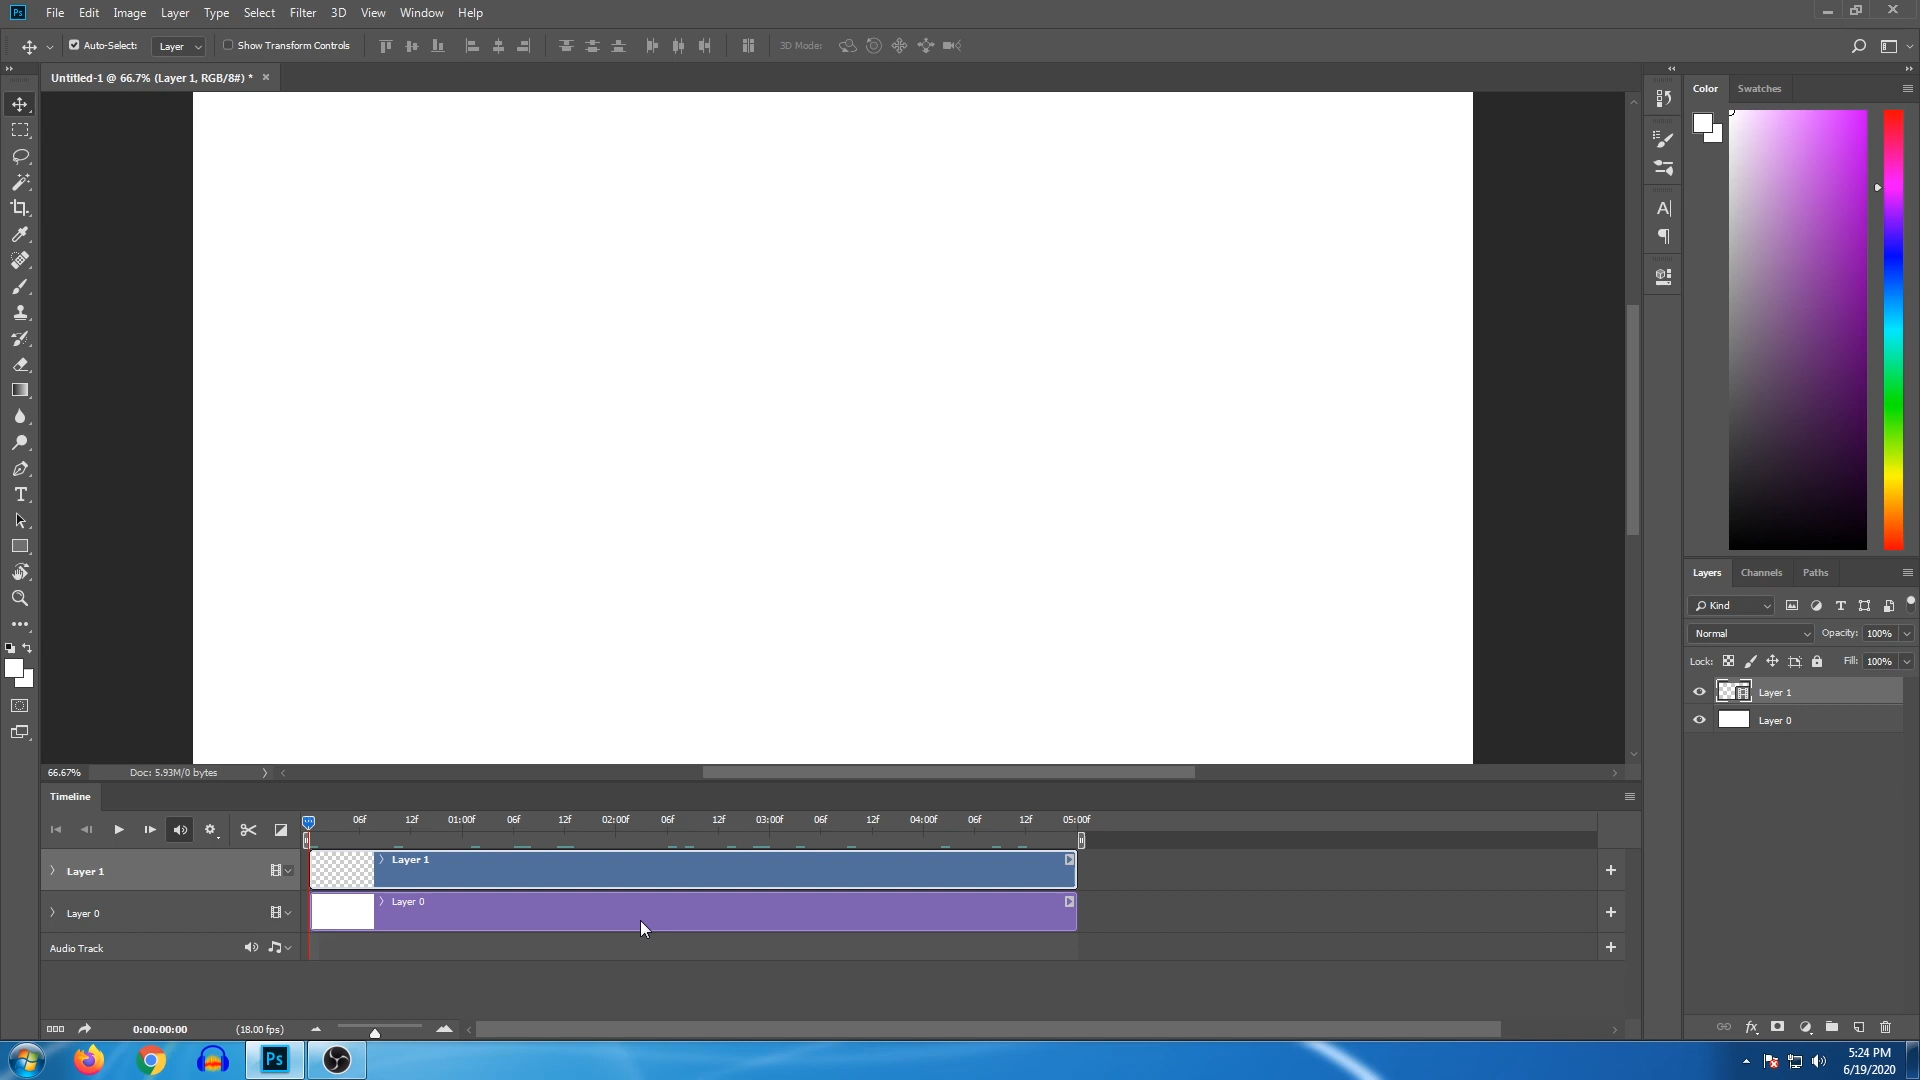 Ps File Edit Image Layer Type Select Filter 3D View Window Help
Auto-Select: Layer Show Transform Controls 3D Mode:
Untitled-1 @ 66.7% (Layer 1, RGB/8#) * ×
Color Swatches
Layers Channels Paths
Kind
Normal Opacity: 100%
Lock: Fill: 100%
Layer 1
Layer 0
66.67% Doc: 5.93M/0 bytes
Timeline
06f 12f 01:00f 06f 12f 02:00f 06f 12f 03:00f 06f 12f 04:00f 06f 12f 05:00f
Layer 1 Layer 1
Layer 0 Layer 0
Audio Track
0:00:00:00 (18.00 fps)
Ps
5:24 PM
6/19/2020